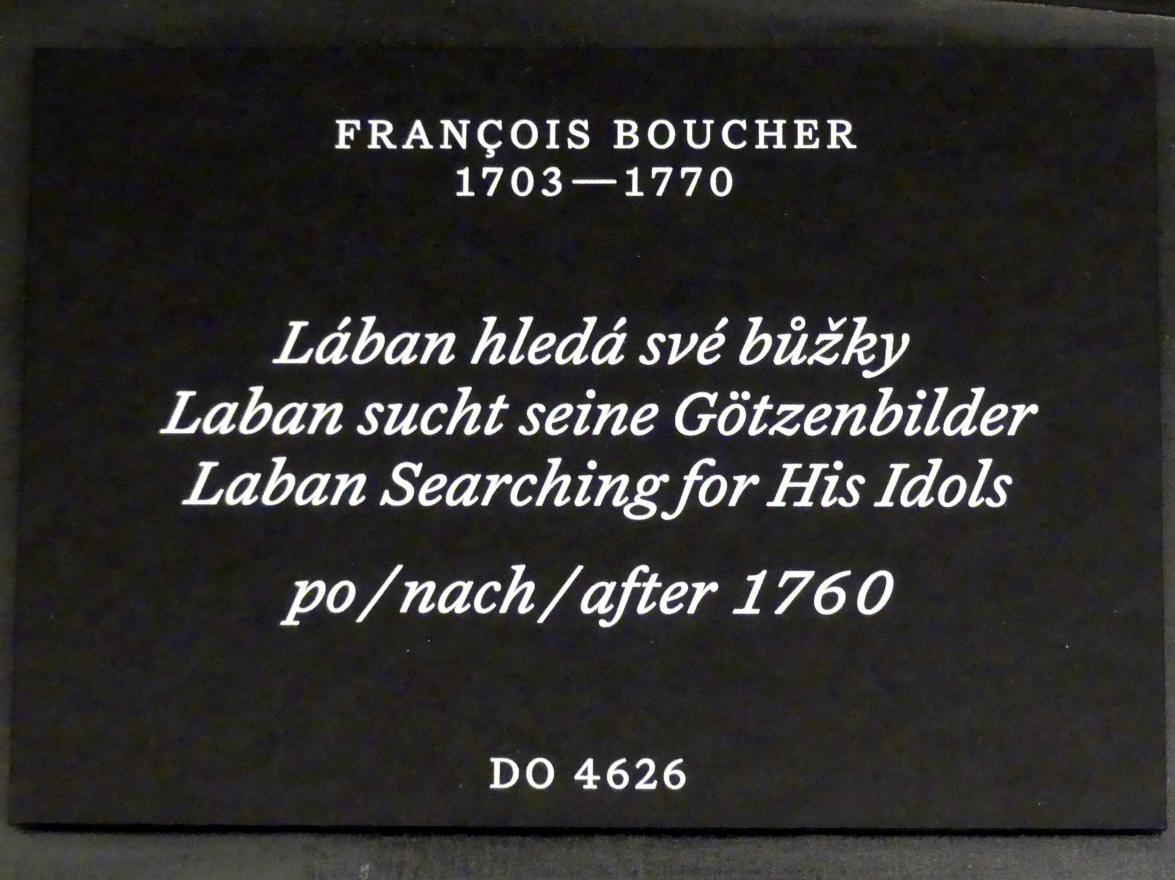 FRANÇOIS BOUCHER
1703—1770
Lában hledá své bůžky
Laban sucht seine Götzenbilder
Laban Searching for His Idols
po/nach/after 1760
DO 4626